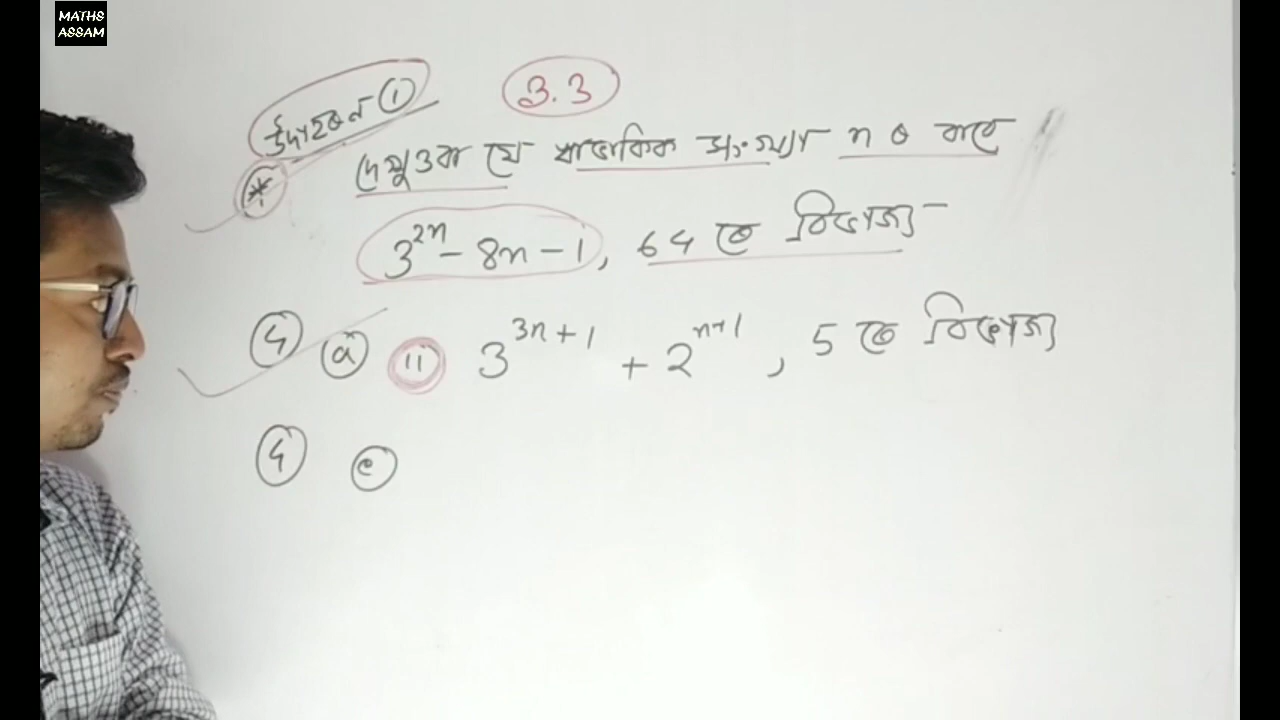 MATHS
ASSAM
উদাহৰণ (1) 3.3
* দেখুওৱা যে স্বাভাবিক সংখ্যা n ৰ বাবে
3^{2n} - 8n - 1, 64 ৰে বিভাজ্য
4 a ii 3^{3n+1} + 2^{n+1}, 5 ৰে বিভাজ্য
4 e